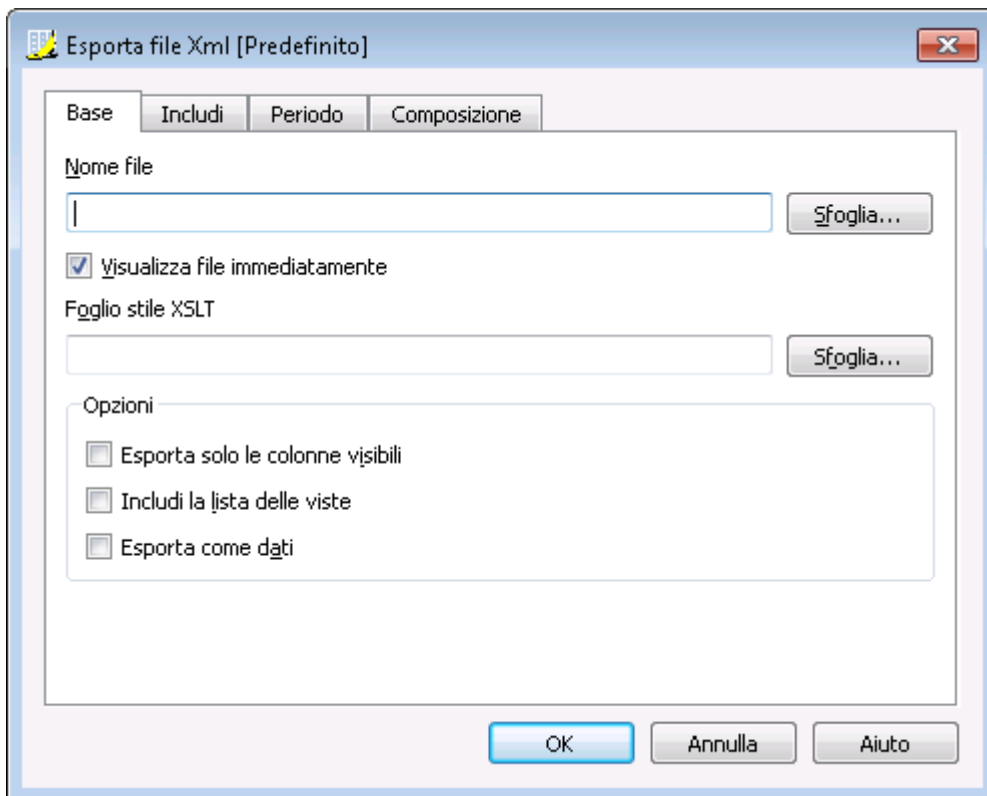 Esporta file Xml [Predefinito]
Base Includi Periodo Composizione
Nome file
Sfoglia...
Visualizza file immediatamente
Foglio stile XSLT
Sfoglia...
Opzioni
Esporta solo le colonne visibili
Includi la lista delle viste
Esporta come dati
OK Annulla Aiuto